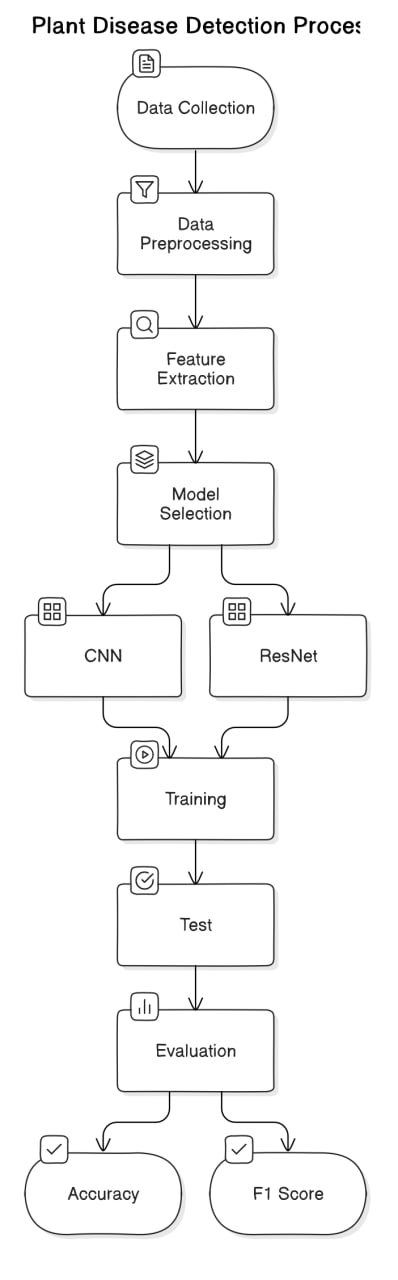 Plant Disease Detection Proces
Data Collection
Data
Preprocessing
Feature
Extraction
Model
Selection
CNN
ResNet
Training
Test
Evaluation
Accuracy
F1 Score